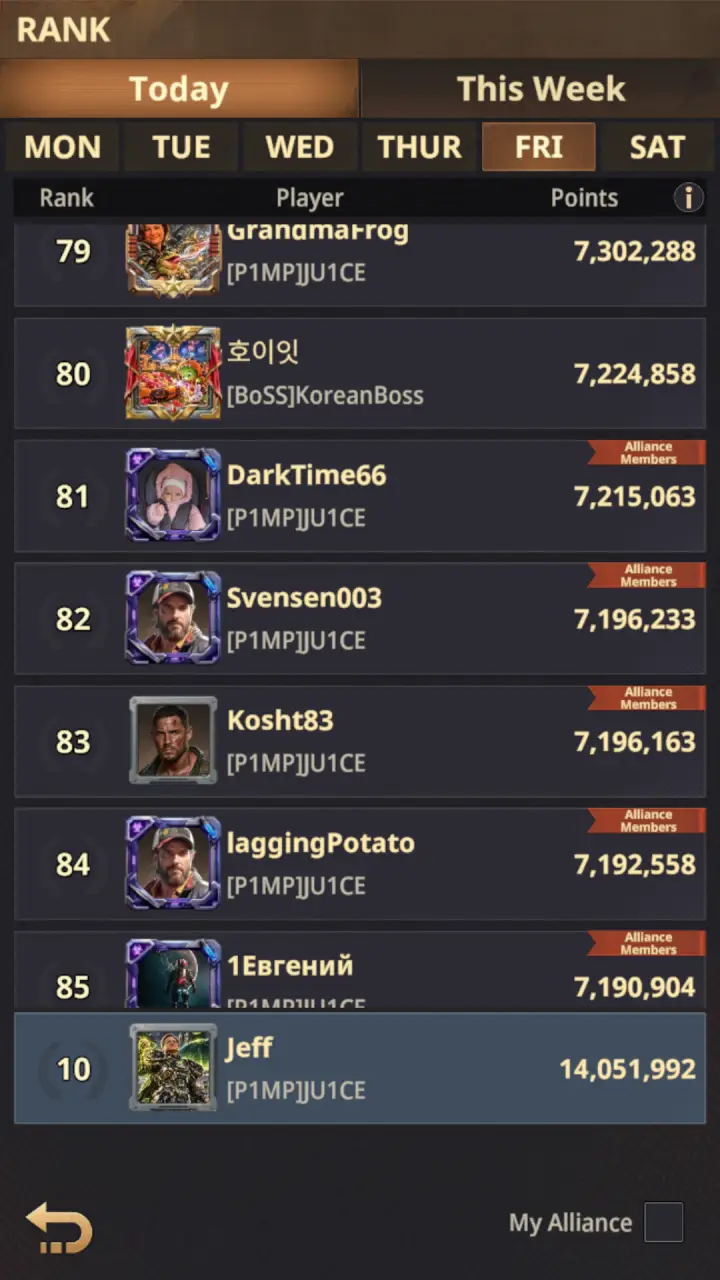 RANK
Today
This Week
MON
TUE
WED
THUR
FRI
SAT
Rank
Player
Points
i
79
GrandmaFrog
[P1MP]JU1CE
7,302,288
80
호이잇
[BoSS]KoreanBoss
7,224,858
Alliance
Members
81
DarkTime66
[P1MP]JU1CE
7,215,063
Alliance
Members
82
Svensen003
[P1MP]JU1CE
7,196,233
Alliance
Members
83
Kosht83
[P1MP]JU1CE
7,196,163
Alliance
Members
84
laggingPotato
[P1MP]JU1CE
7,192,558
Alliance
Members
85
1Евгений
[P1MP]JU1CE
7,190,904
10
Jeff
[P1MP]JU1CE
14,051,992
My Alliance